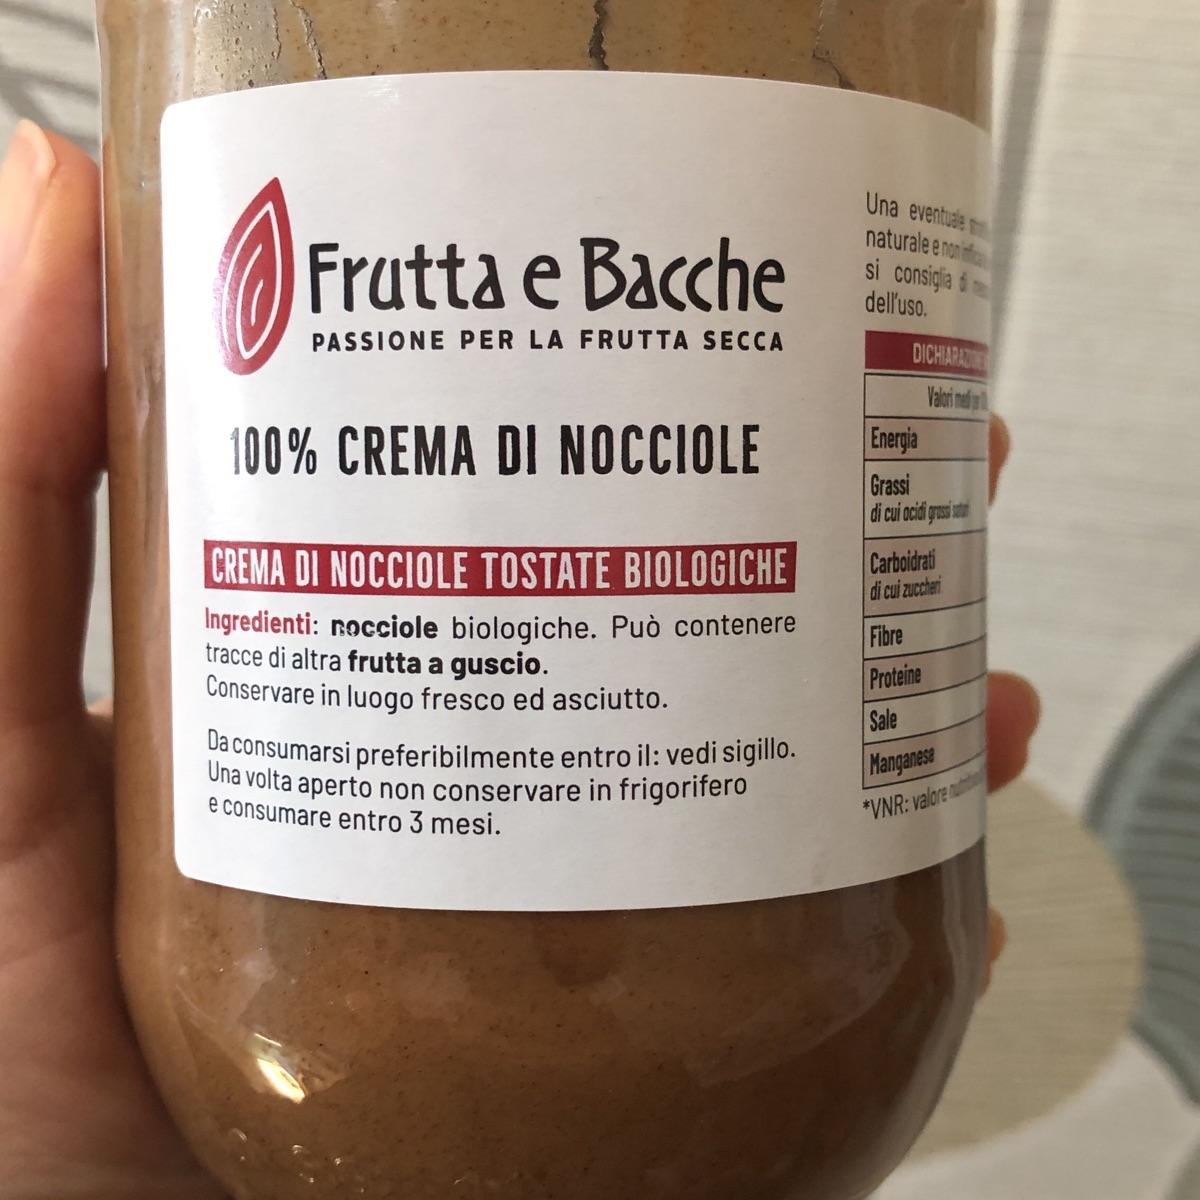 Frutta e Bacche
PASSIONE PER LA FRUTTA SECCA
100% CREMA DI NOCCIOLE
CREMA DI NOCCIOLE TOSTATE BIOLOGICHE
Ingredienti: nocciole biologiche. Può contenere
tracce di altra frutta a guscio.
Conservare in luogo fresco ed asciutto.
Da consumarsi preferibilmente entro il: vedi sigillo.
Una volta aperto non conservare in frigorifero
e consumare entro 3 mesi.
Una eventuale
naturale e non
si consiglia di
dell'uso.
Valori medi
Energia
Grassi
di cui acidi grassi saturi
Carboidrati
di cui zuccheri
Fibre
Proteine
Sale
Manganese
*VNR: valore